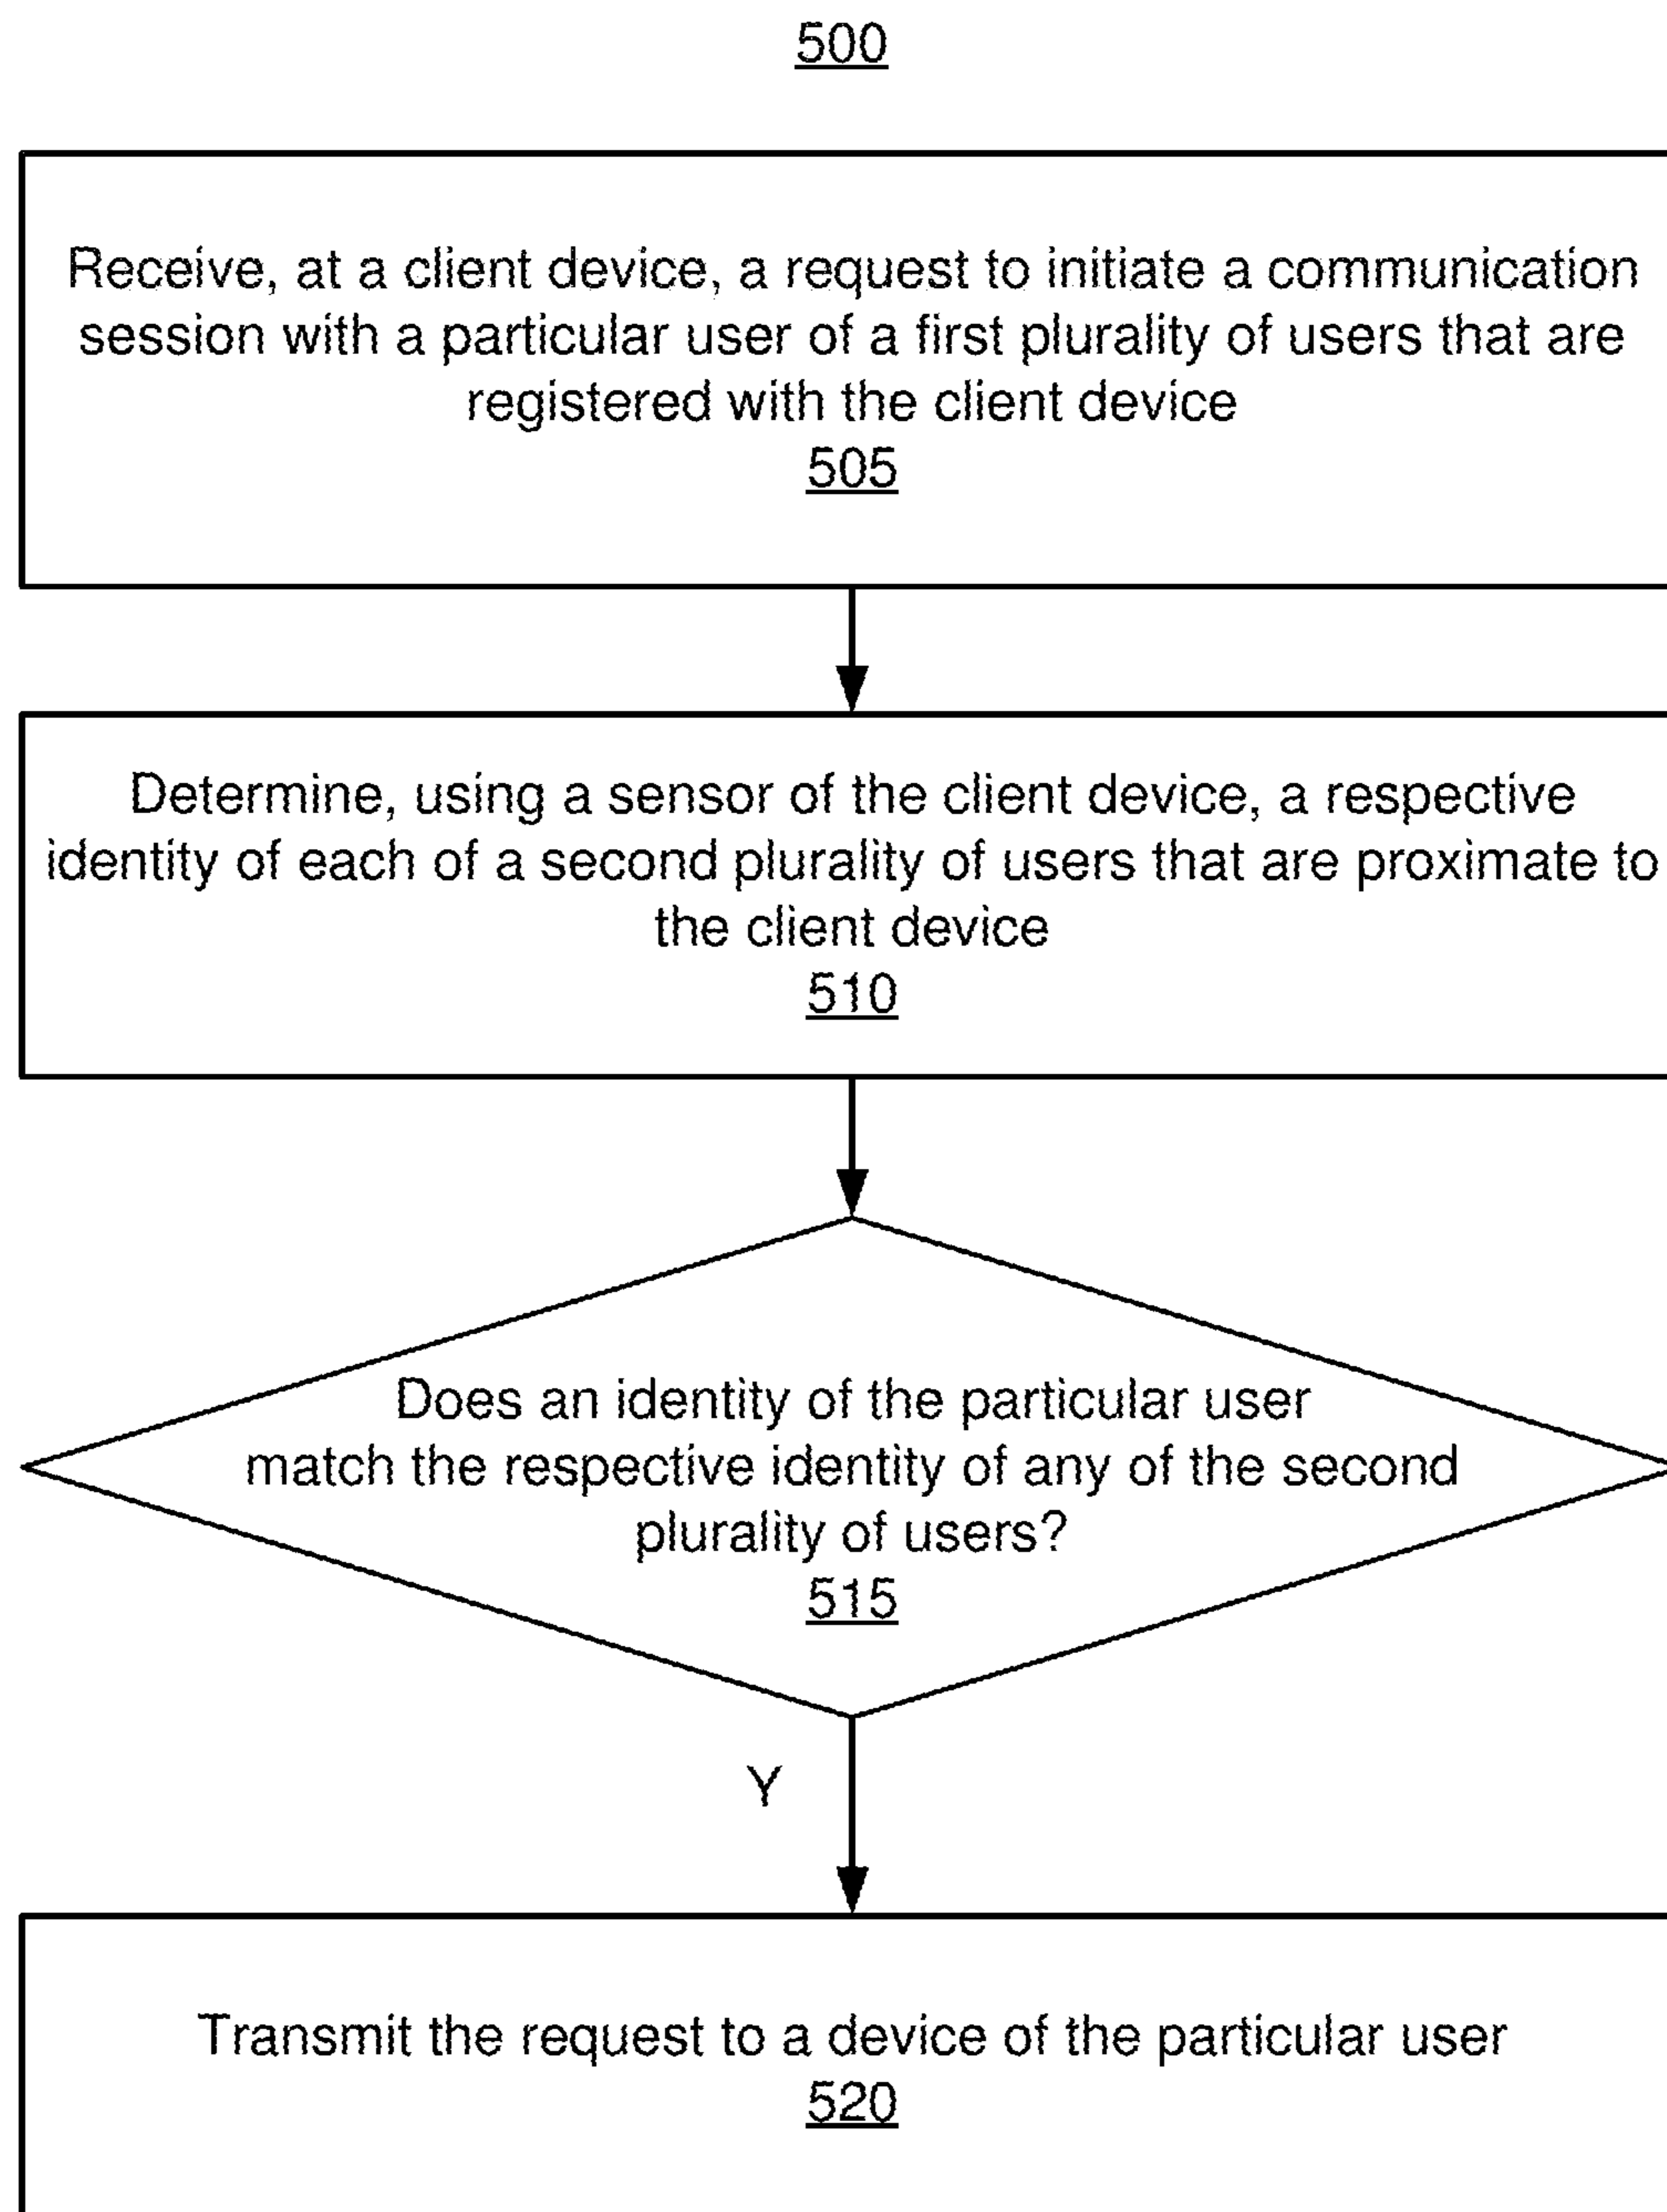 500
Receive, at a client device, a request to initiate a communication
session with a particular user of a first plurality of users that are
registered with the client device
505
Determine, using a sensor of the client device, a respective
identity of each of a second plurality of users that are proximate to
the client device
510
Does an identity of the particular user
match the respective identity of any of the second
plurality of users?
515
Y
Transmit the request to a device of the particular user
520